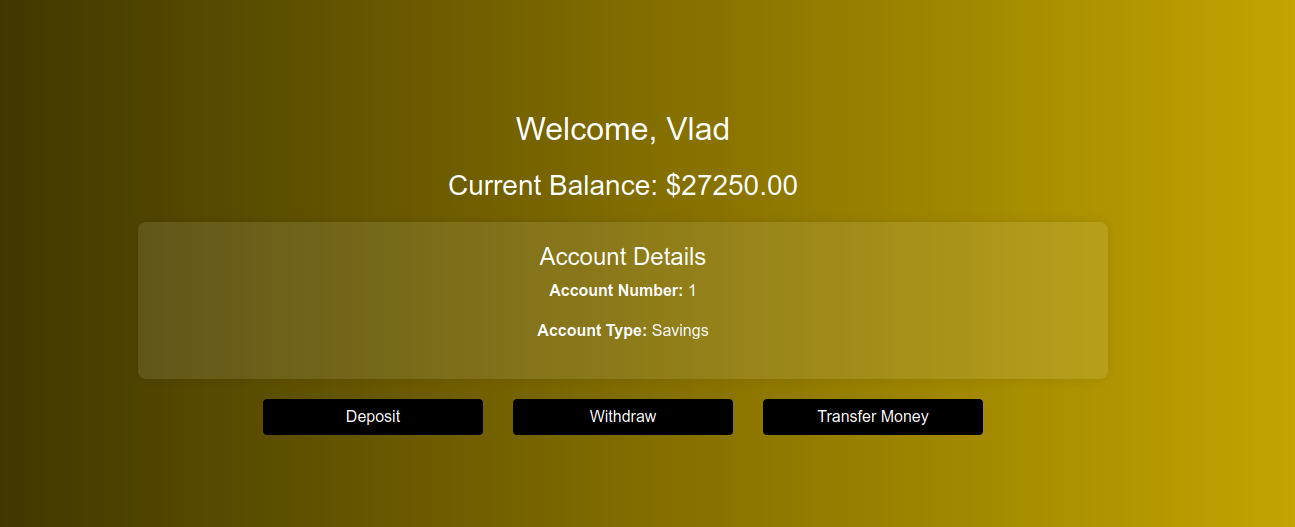 Welcome, Vlad
Current Balance: $27250.00
Account Details
Account Number: 1
Account Type: Savings
Deposit
Withdraw
Transfer Money